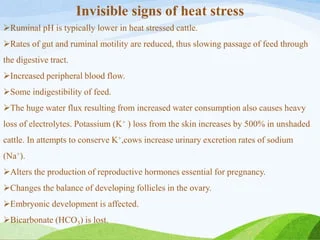 Invisible signs of heat stress
➢Ruminal pH is typically lower in heat stressed cattle.
➢Rates of gut and ruminal motility are reduced, thus slowing passage of feed through
the digestive tract.
➢Increased peripheral blood flow.
➢Some indigestibility of feed.
➢The huge water flux resulting from increased water consumption also causes heavy
loss of electrolytes. Potassium (K⁺ ) loss from the skin increases by 500% in unshaded
cattle. In attempts to conserve K⁺,cows increase urinary excretion rates of sodium
(Na⁺).
➢Alters the production of reproductive hormones essential for pregnancy.
➢Changes the balance of developing follicles in the ovary.
➢Embryonic development is affected.
➢Bicarbonate (HCO₃) is lost.